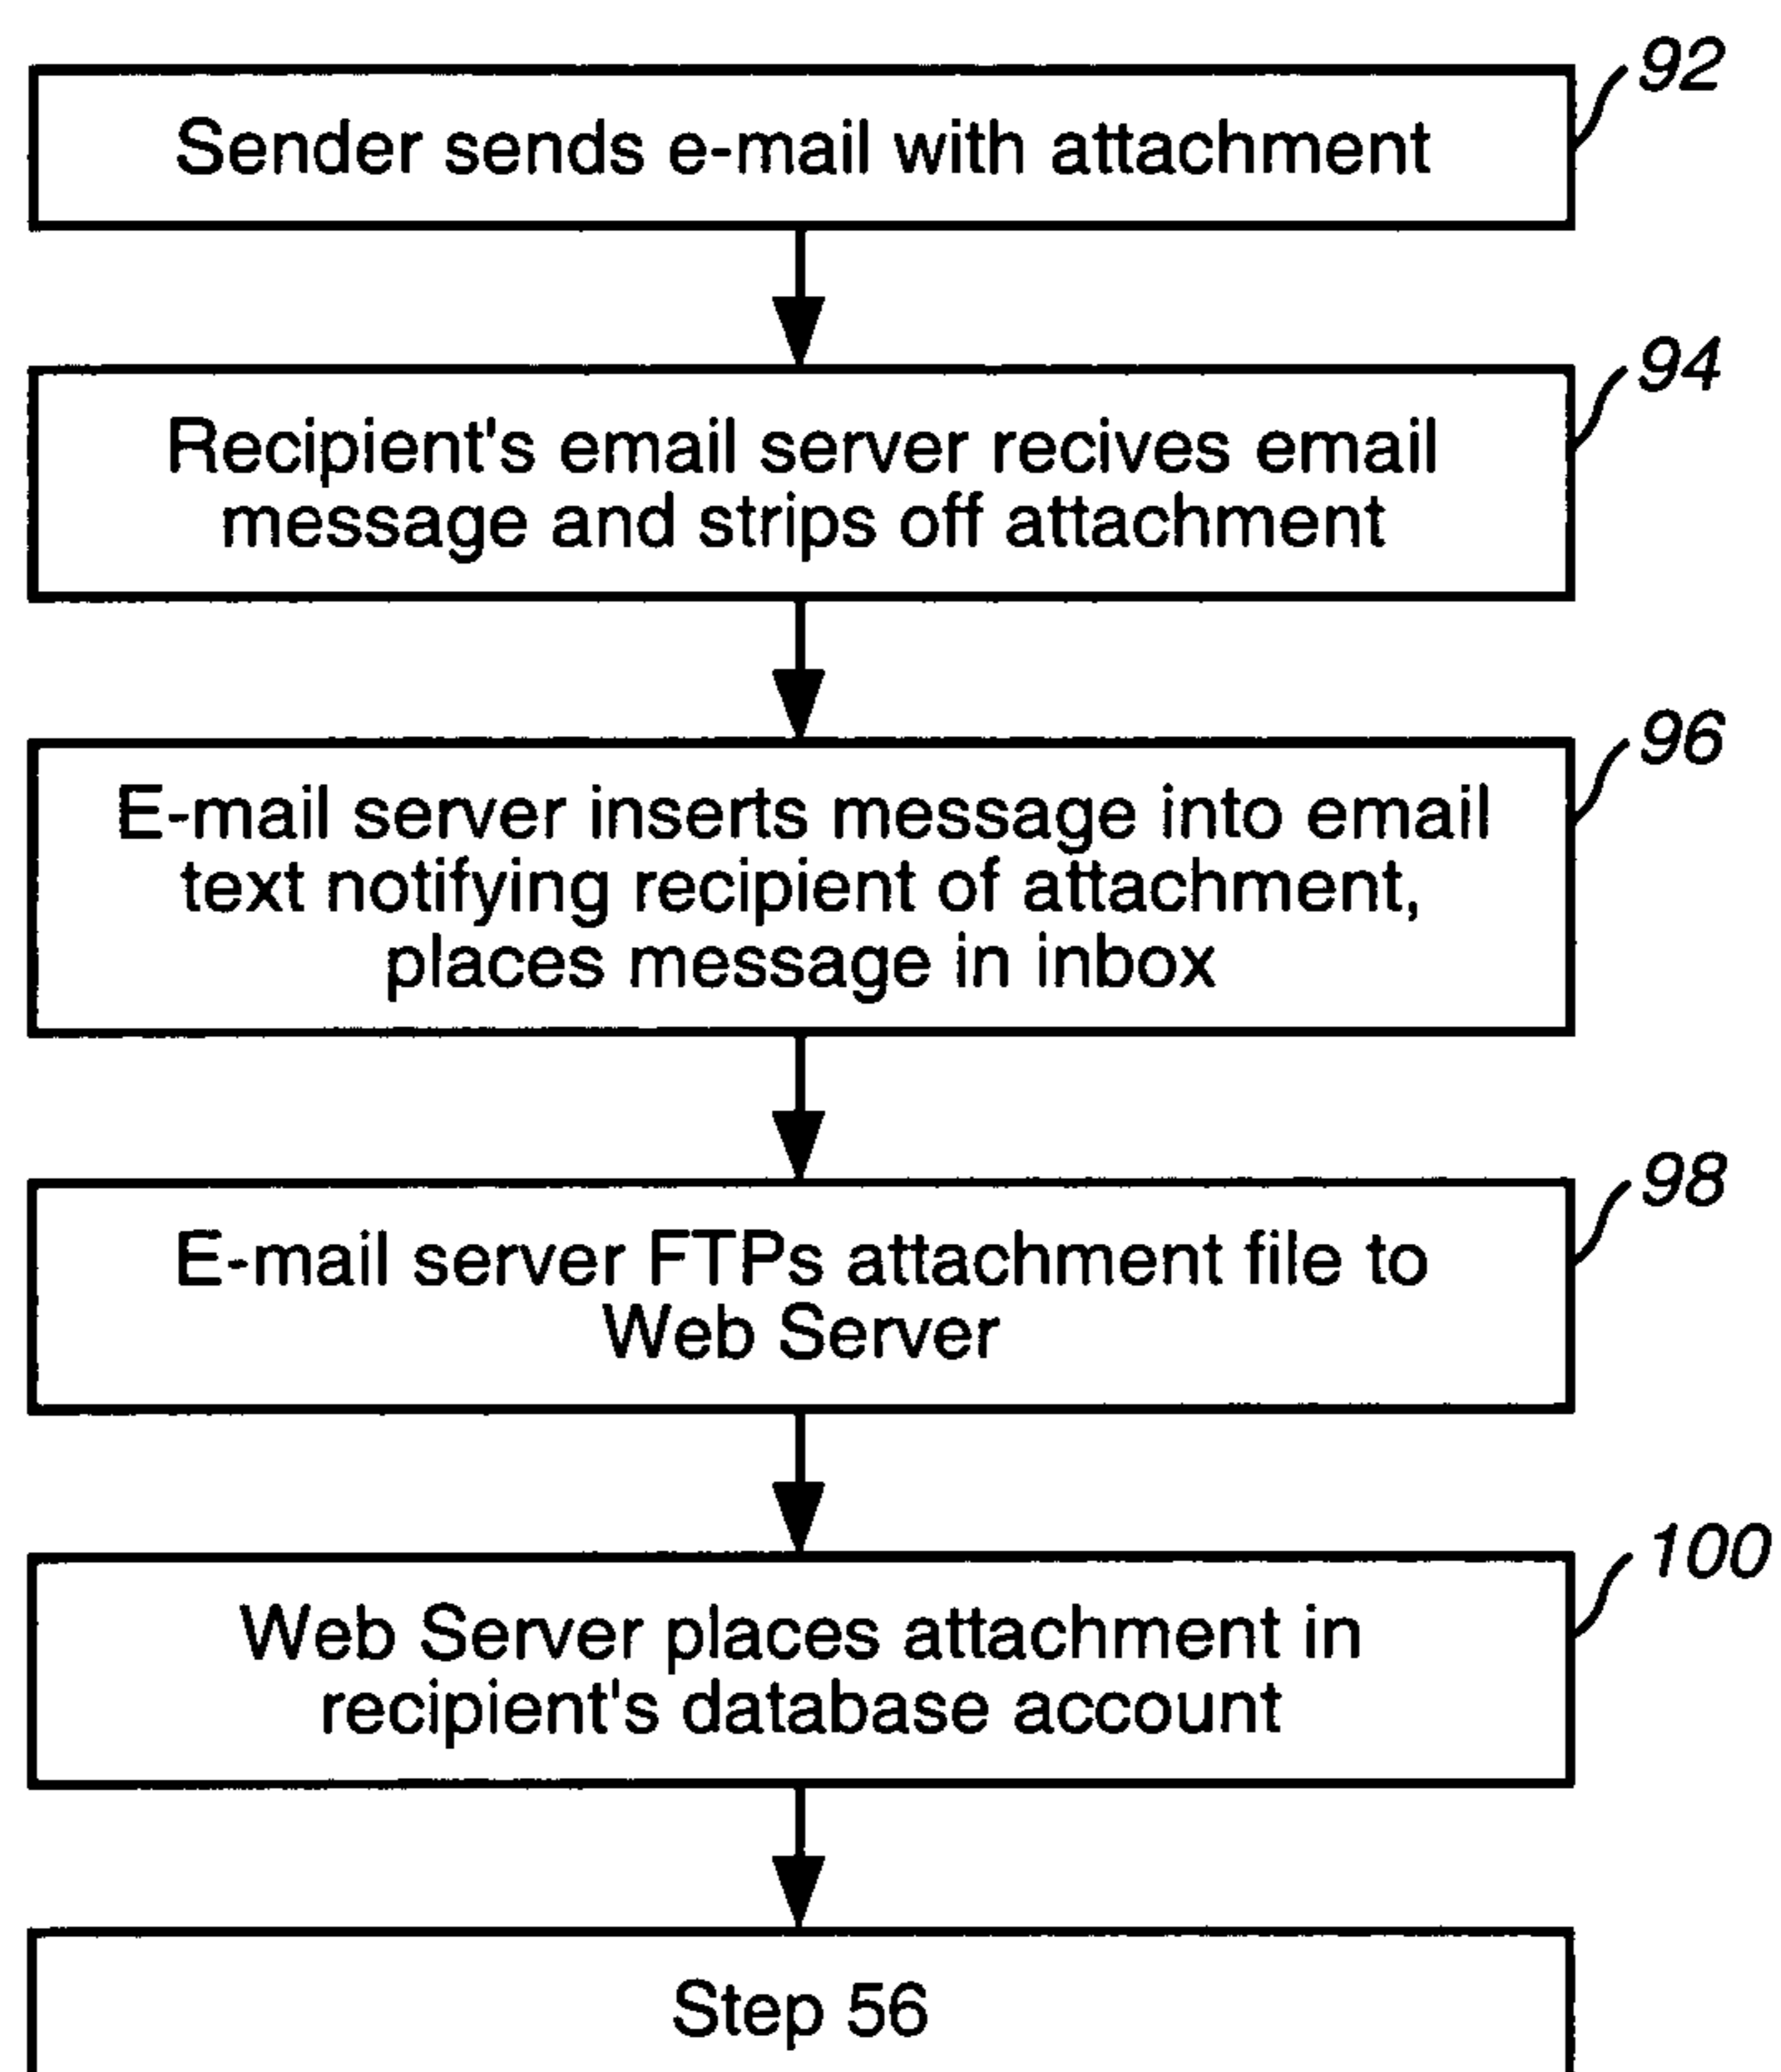 92
Sender sends e-mail with attachment
94
Recipient's email server recives email
message and strips off attachment
96
E-mail server inserts message into email
text notifying recipient of attachment,
places message in inbox
98
E-mail server FTPs attachment file to
Web Server
100
Web Server places attachment in
recipient's database account
Step 56